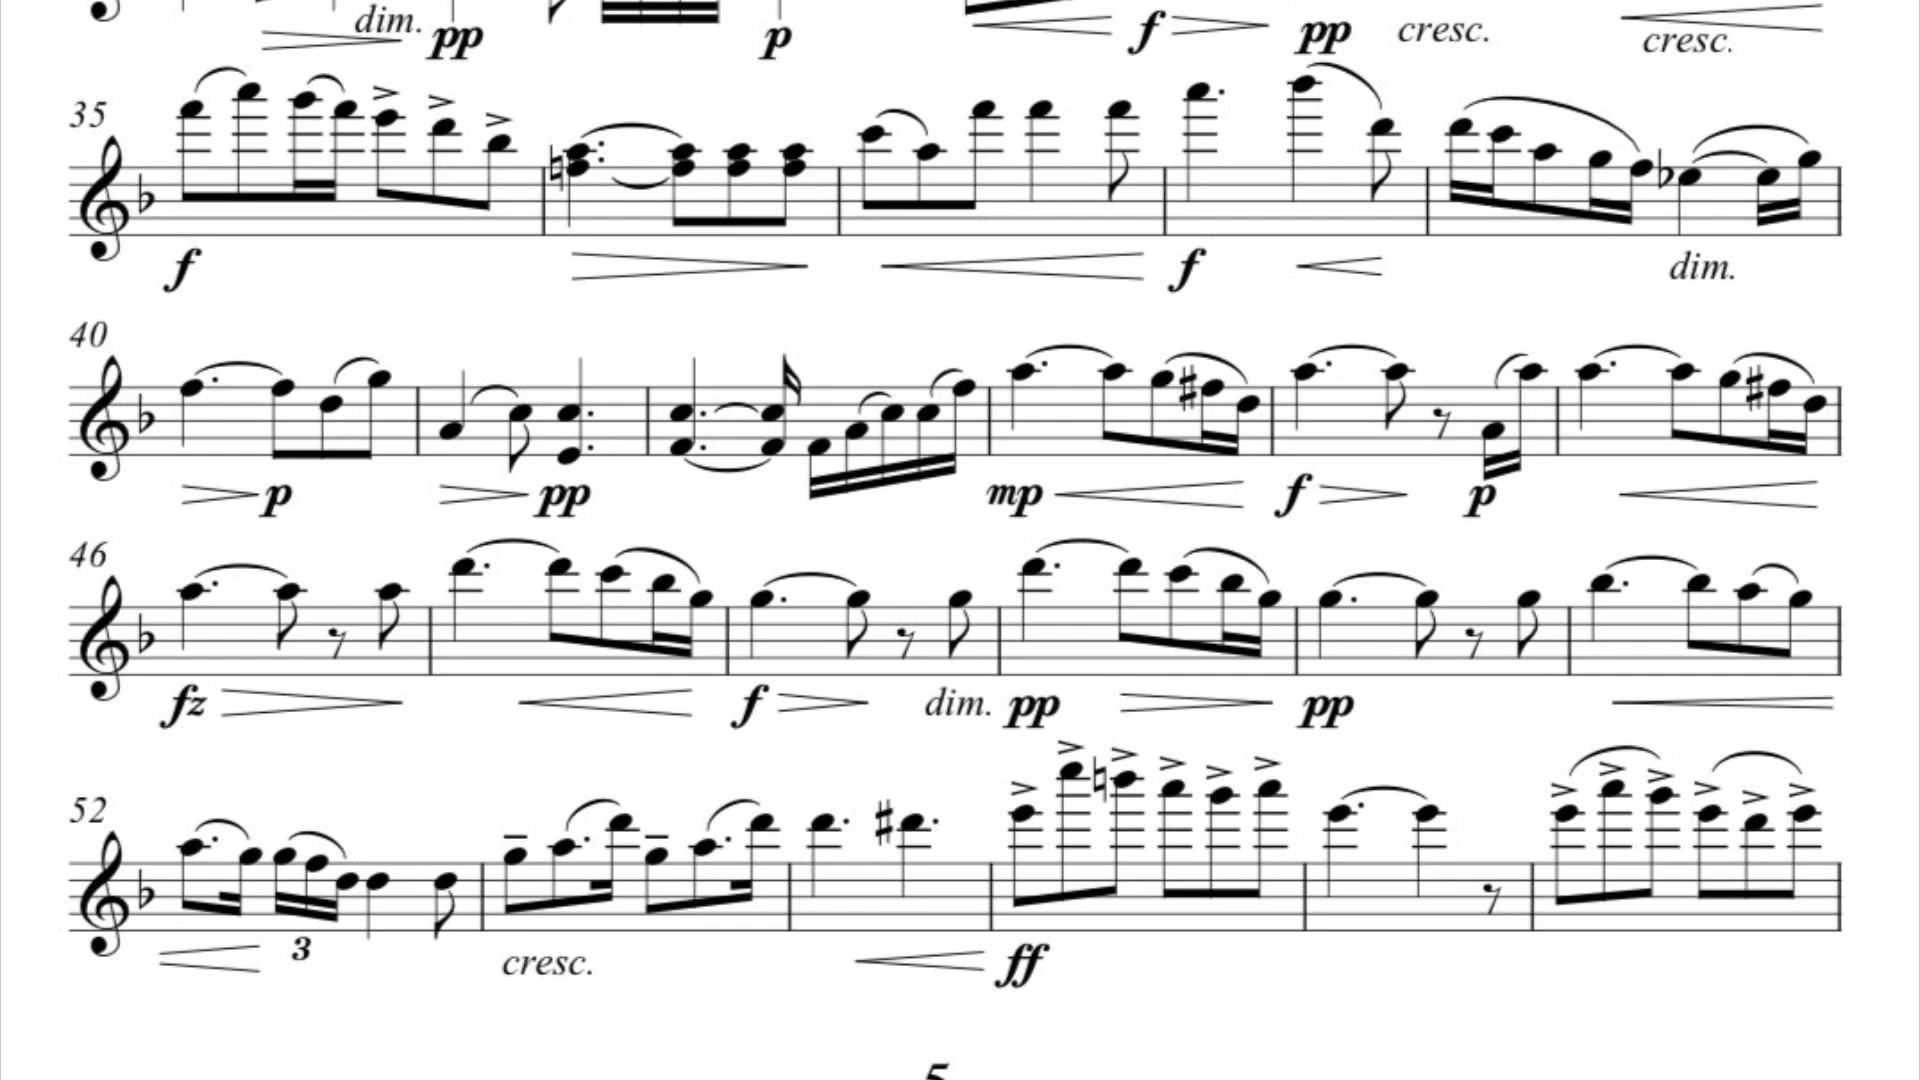 dim. pp p f pp cresc. cresc.
35
f f dim.
40
p pp mp f p
46
fz f dim. pp pp
52
3
cresc. ff